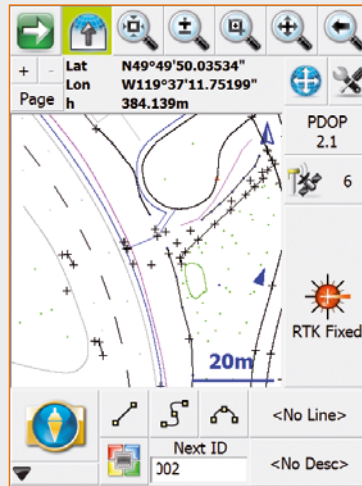 + - Lat N49°49'50.03534"
Lon W119°37'11.75199"
Page h 384.139m
PDOP
2.1
6
RTK Fixed
20m
<No Line>
Next ID
002
<No Desc>